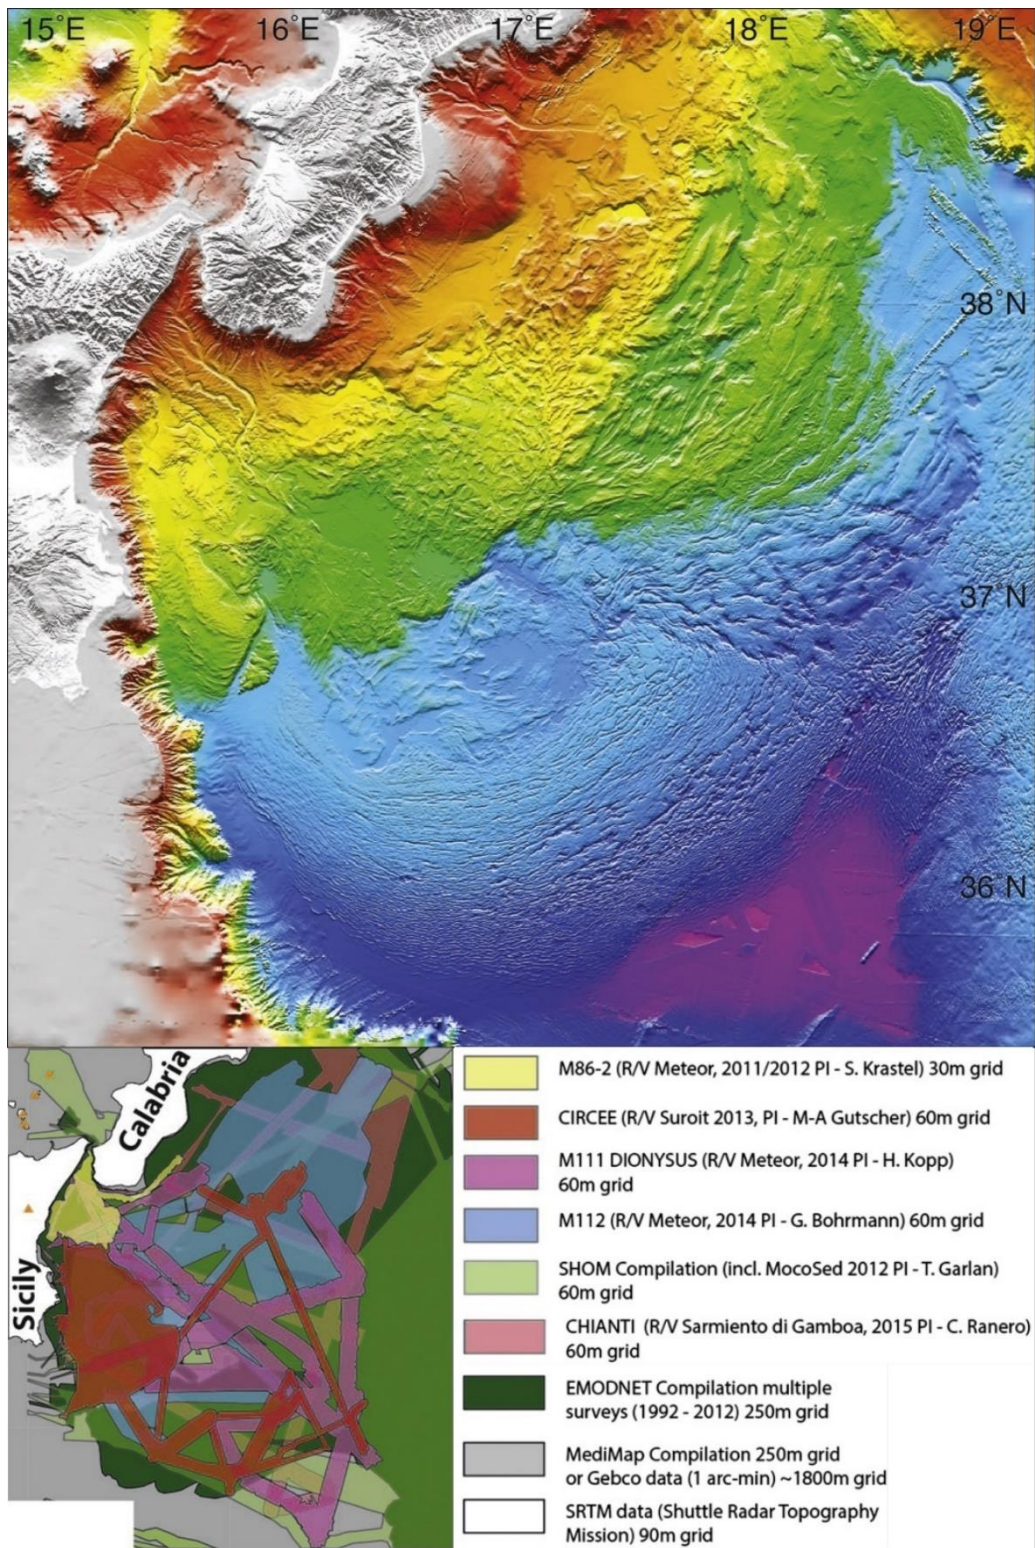 15°E 16°E 17°E 18°E 19°E
38°N
37°N
36°N
Calabria
Sicily
M86-2 (R/V Meteor, 2011/2012 PI - S. Krastel) 30m grid
CIRCEE (R/V Suroit 2013, PI - M-A Gutscher) 60m grid
M111 DIONYSUS (R/V Meteor, 2014 PI - H. Kopp)
60m grid
M112 (R/V Meteor, 2014 PI - G. Bohrmann) 60m grid
SHOM Compilation (incl. MocoSed 2012 PI - T. Garlan)
60m grid
CHIANTI (R/V Sarmiento di Gamboa, 2015 PI - C. Ranero)
60m grid
EMODNET Compilation multiple
surveys (1992 - 2012) 250m grid
MediMap Compilation 250m grid
or Gebco data (1 arc-min) ~1800m grid
SRTM data (Shuttle Radar Topography
Mission) 90m grid